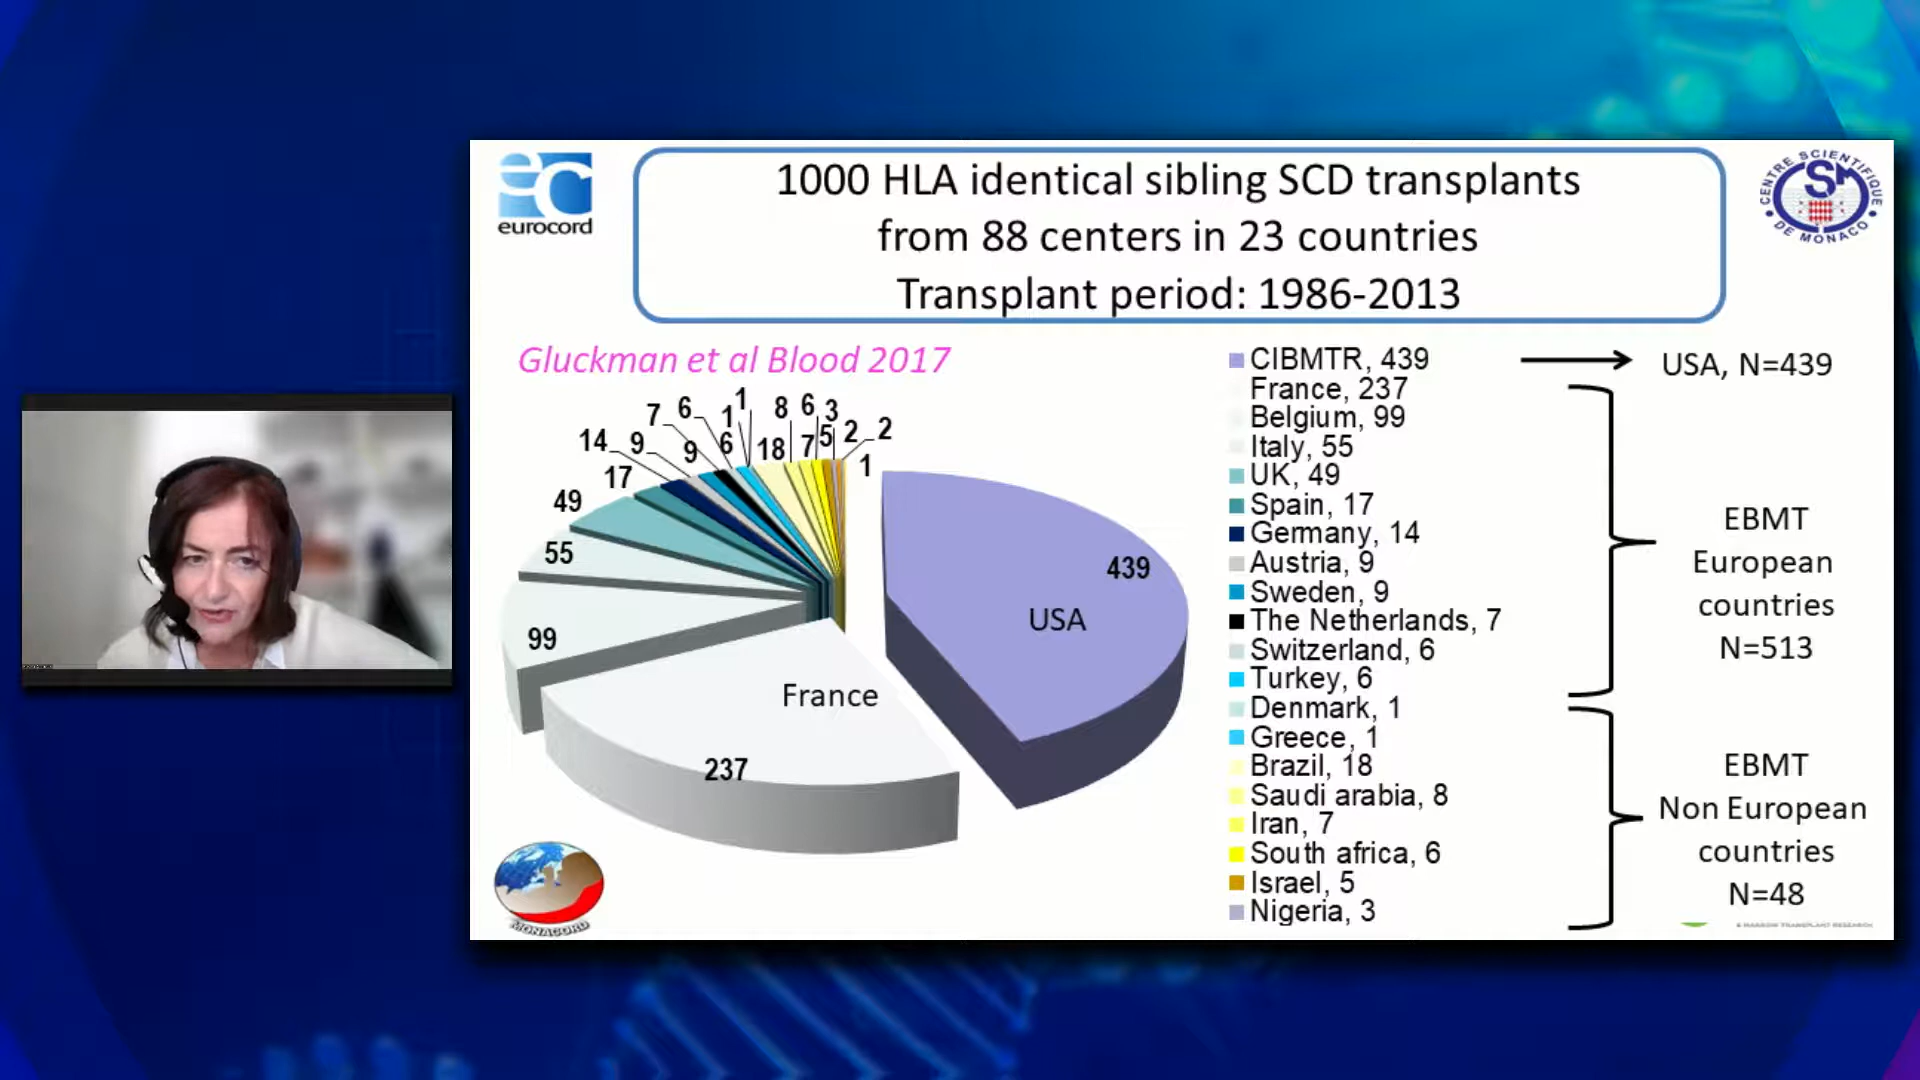 eurocord
1000 HLA identical sibling SCD transplants
from 88 centers in 23 countries
Transplant period: 1986-2013
CENTRE SCIENTIFIQUE
DE MONACO
Gluckman et al Blood 2017
439
USA
237
France
99
55
49
17
14
9
9
7
6
6
1
1
18
8
7
6
5
3
2
2
1
CIBMTR, 439
France, 237
Belgium, 99
Italy, 55
UK, 49
Spain, 17
Germany, 14
Austria, 9
Sweden, 9
The Netherlands, 7
Switzerland, 6
Turkey, 6
Denmark, 1
Greece, 1
Brazil, 18
Saudi arabia, 8
Iran, 7
South africa, 6
Israel, 5
Nigeria, 3
USA, N=439
EBMT
European
countries
N=513
EBMT
Non European
countries
N=48
MONACORD
& MARROW TRANSPLANT RESEARCH